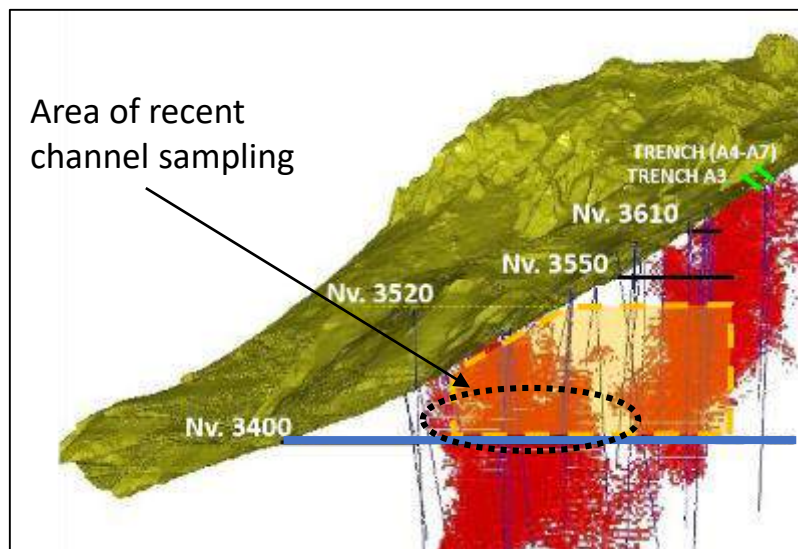 Area of recent
channel sampling
TRENCH (A4-A7)
TRENCH A3
Nv. 3610
Nv. 3550
Nv. 3520
Nv. 3400